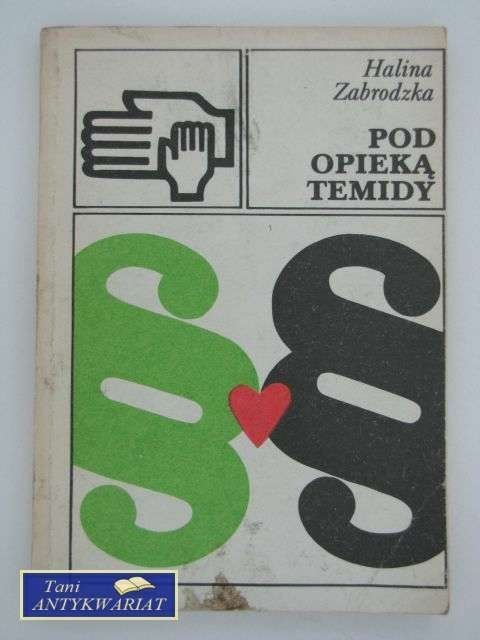 Halina
Zabrodzka
POD
OPIEKĄ
TEMIDY
§ §
Tani
ANTYKWARIAT